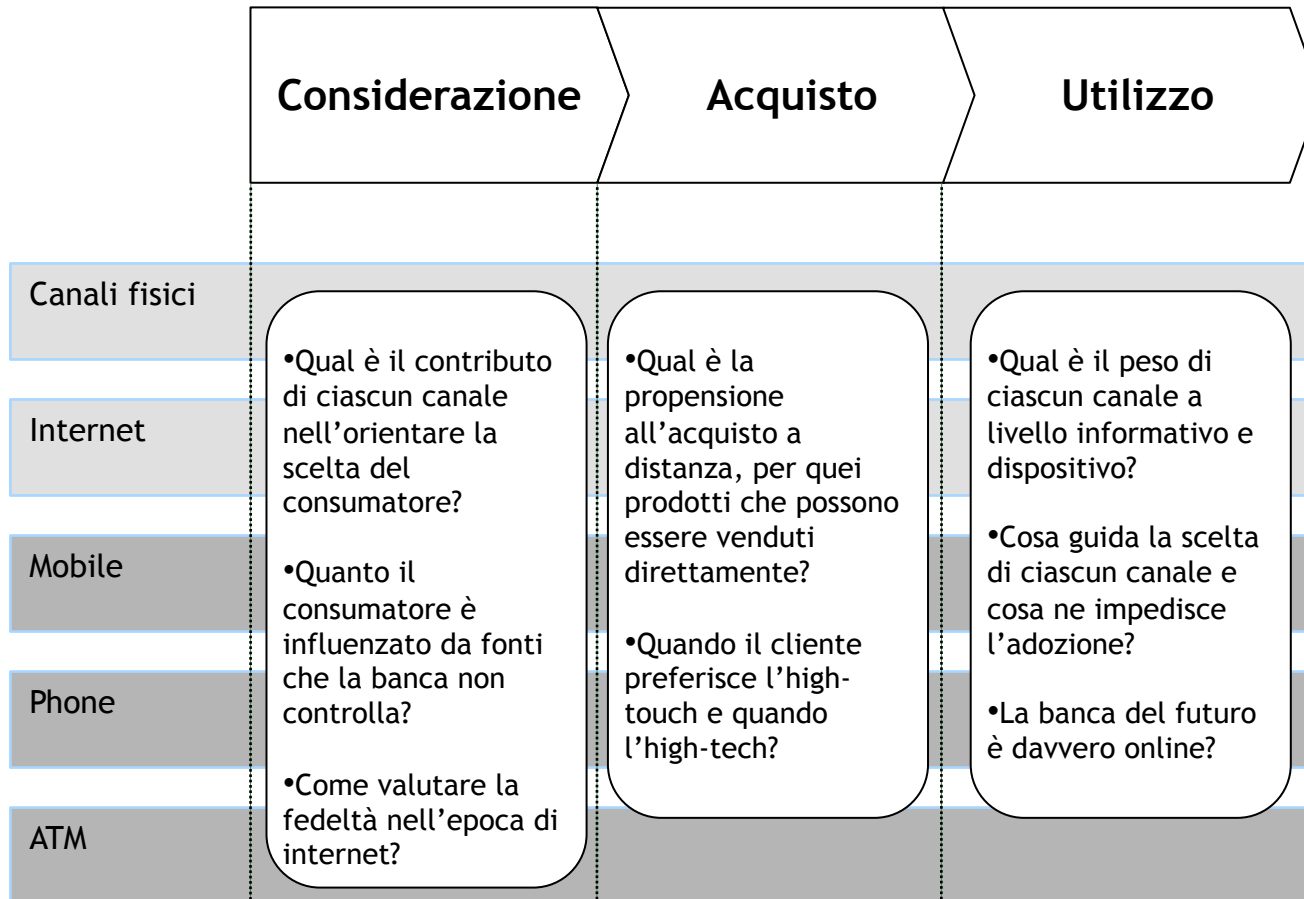 Considerazione
Acquisto
Utilizzo
Canali fisici
Internet
Mobile
Phone
ATM
•Qual è il contributo
di ciascun canale
nell’orientare la
scelta del
consumatore?
•Quanto il
consumatore è
influenzato da fonti
che la banca non
controlla?
•Come valutare la
fedeltà nell’epoca di
internet?
•Qual è la
propensione
all’acquisto a
distanza, per quei
prodotti che possono
essere venduti
direttamente?
•Quando il cliente
preferisce l’high-
touch e quando
l’high-tech?
•Qual è il peso di
ciascun canale a
livello informativo e
dispositivo?
•Cosa guida la scelta
di ciascun canale e
cosa ne impedisce
l’adozione?
•La banca del futuro
è davvero online?